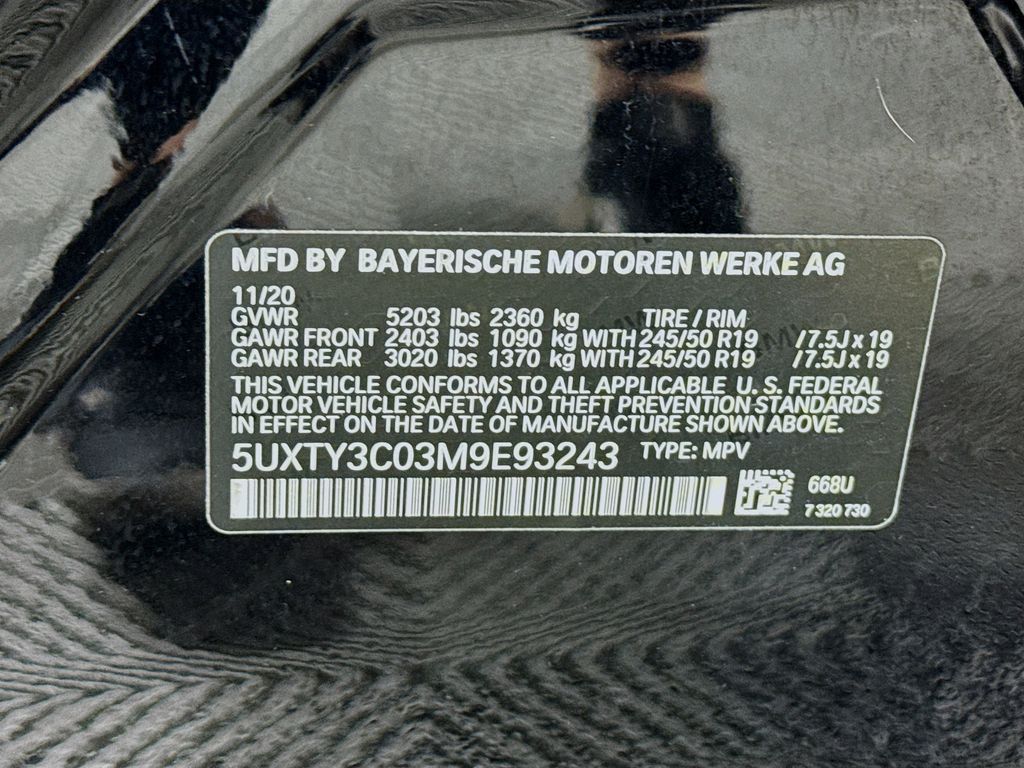 MFD BY BAYERISCHE MOTOREN WERKE AG
11/20
GVWR 5203 lbs 2360 kg TIRE / RIM
GAWR FRONT 2403 lbs 1090 kg WITH 245/50 R19 /7.5J x 19
GAWR REAR 3020 lbs 1370 kg WITH 245/50 R19 /7.5J x 19
THIS VEHICLE CONFORMS TO ALL APPLICABLE U. S. FEDERAL
MOTOR VEHICLE SAFETY AND THEFT PREVENTION STANDARDS
IN EFFECT ON THE DATE OF MANUFACTURE SHOWN ABOVE.
5UXTY3C03M9E93243 TYPE: MPV
668U
7 320 730